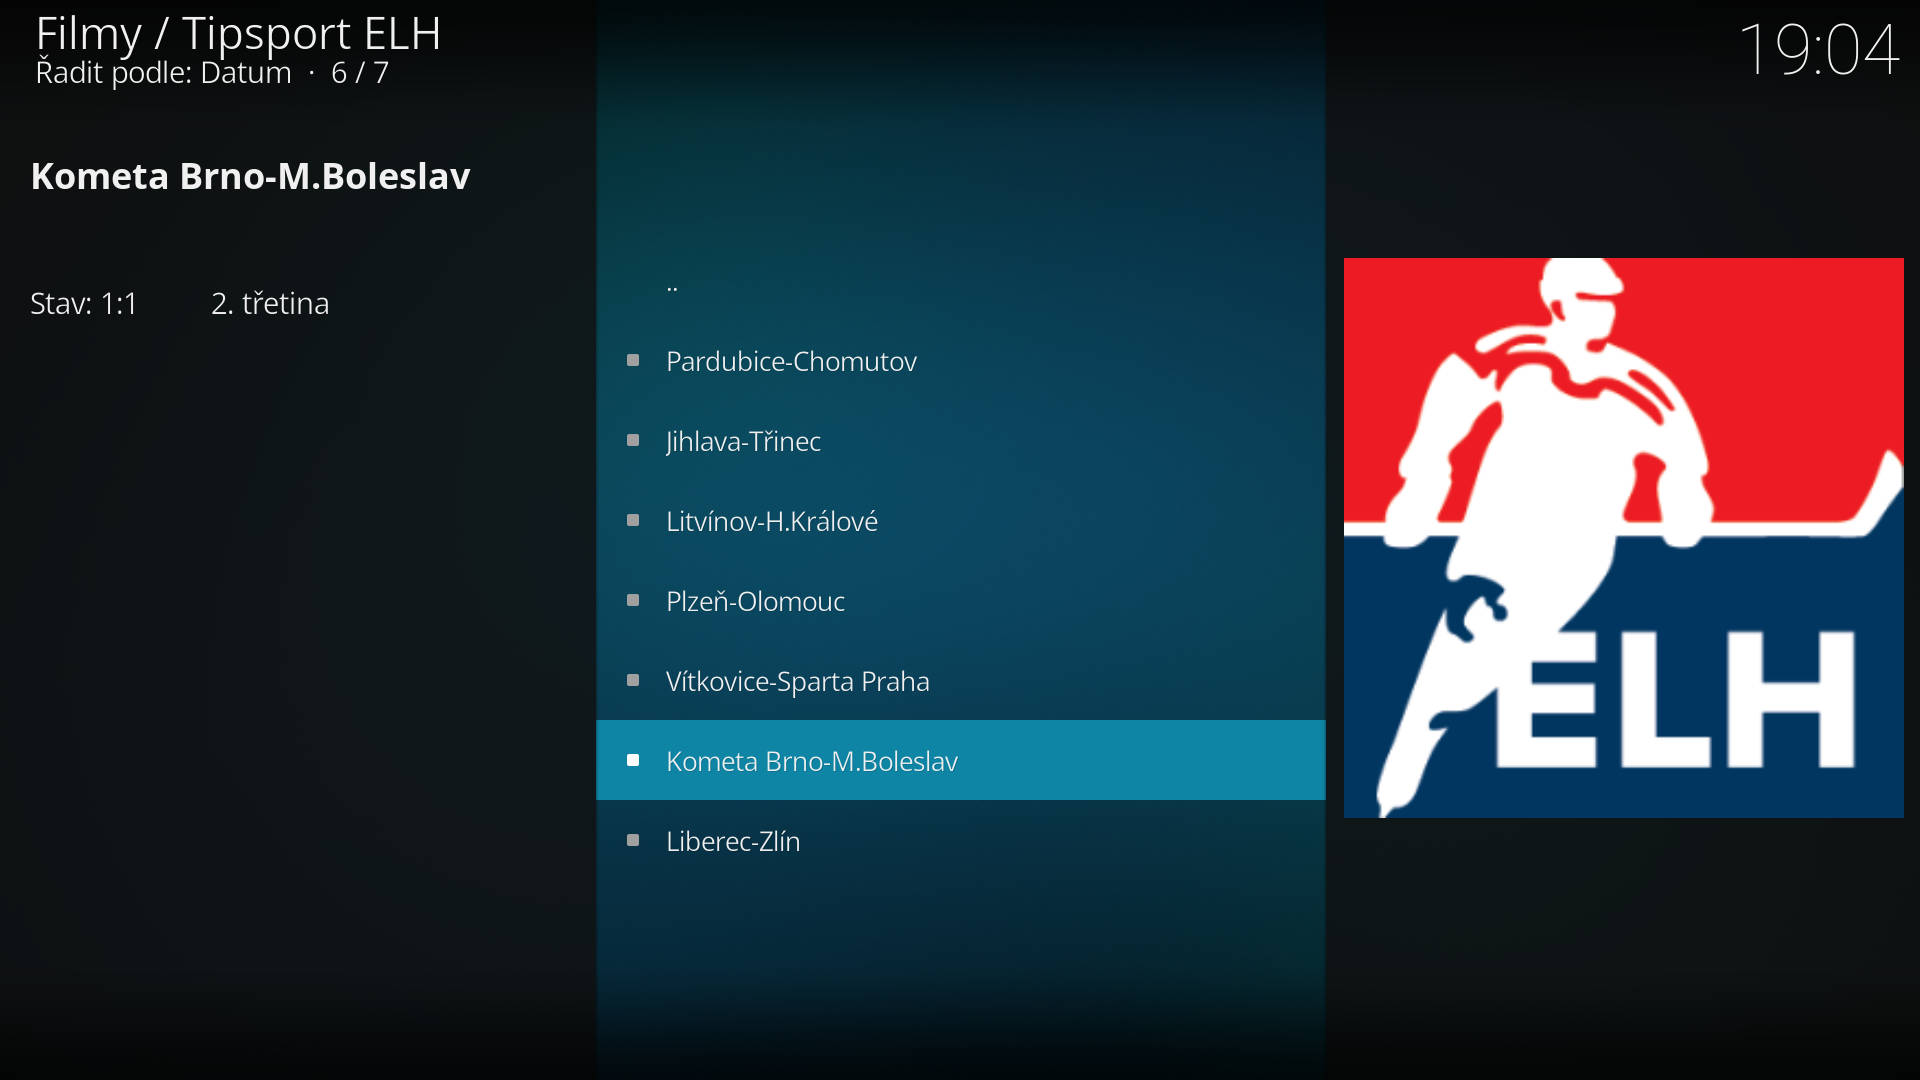 Filmy / Tipsport ELH
Řadit podle: Datum · 6 / 7
19:04
Kometa Brno-M.Boleslav
Stav: 1:1 2. třetina
..
Pardubice-Chomutov
Jihlava-Třinec
Litvínov-H.Králové
Plzeň-Olomouc
Vítkovice-Sparta Praha
Kometa Brno-M.Boleslav
Liberec-Zlín
ELH